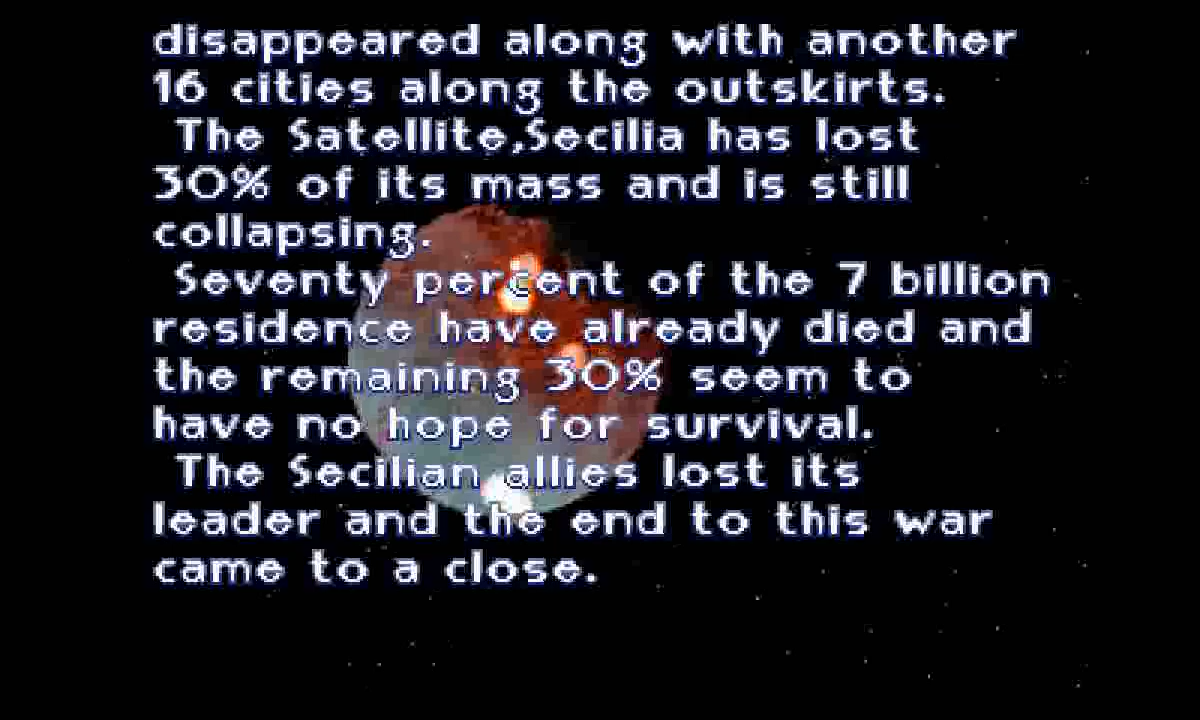 disappeared along with another
16 cities along the outskirts.
The Satellite,Secilia has lost
30% of its mass and is still
collapsing.
Seventy percent of the 7 billion
residence have already died and
the remaining 30% seem to
have no hope for survival.
The Secilian allies lost its
leader and the end to this war
came to a close.